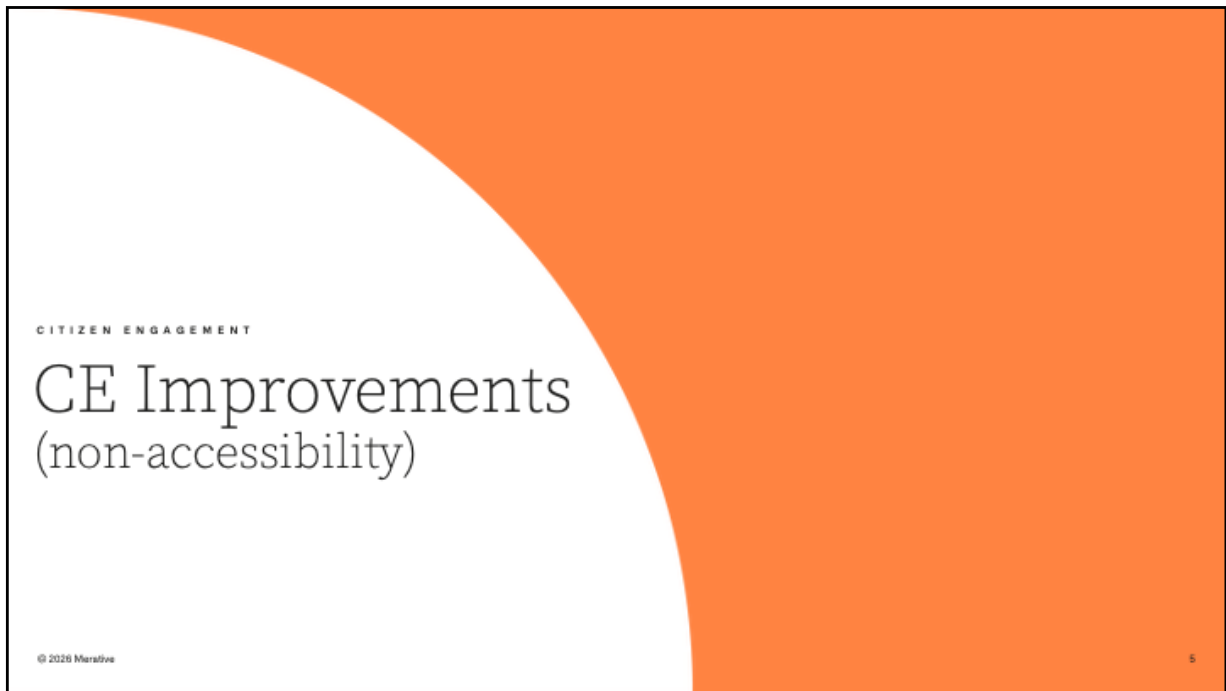 CITIZEN ENGAGEMENT
CE Improvements
(non-accessibility)
© 2026 Merative
5